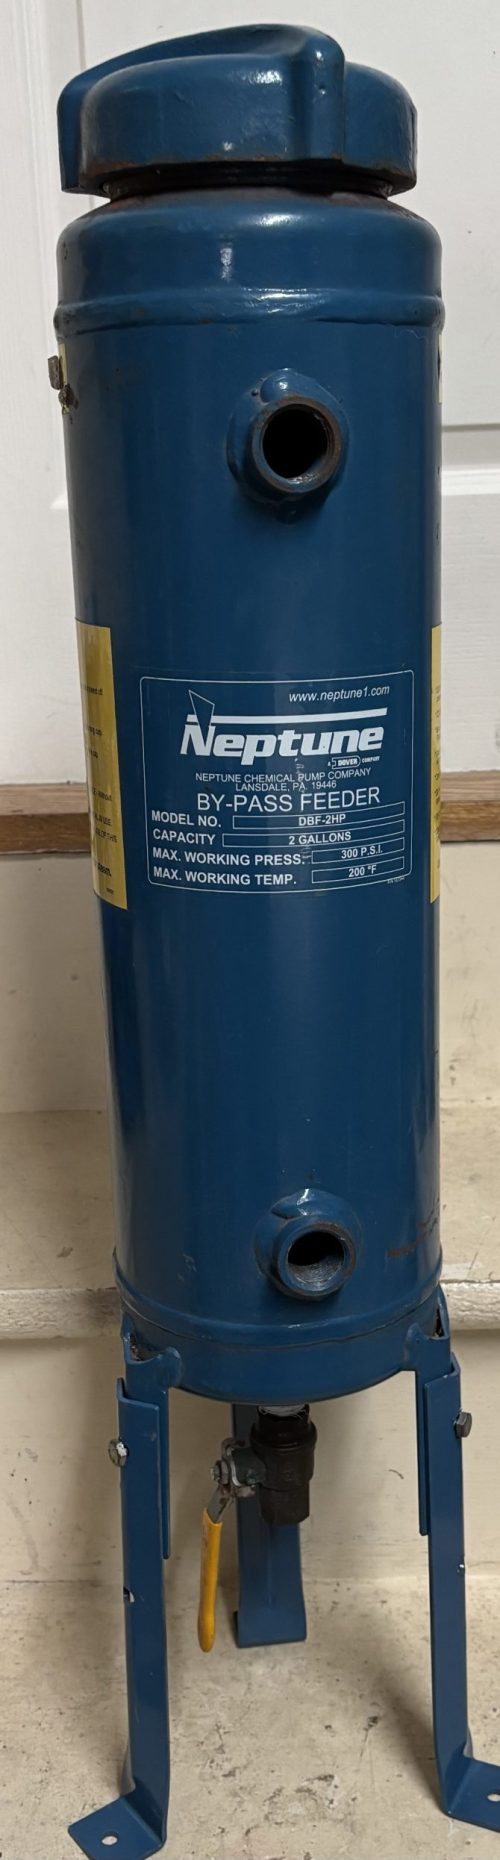 www.neptune1.com
Neptune
A DOVER COMPANY
NEPTUNE CHEMICAL PUMP COMPANY
LANSDALE, PA. 19446
BY-PASS FEEDER
MODEL NO. DBF-2HP
CAPACITY 2 GALLONS
MAX. WORKING PRESS. 300 P.S.I.
MAX. WORKING TEMP. 200 °F